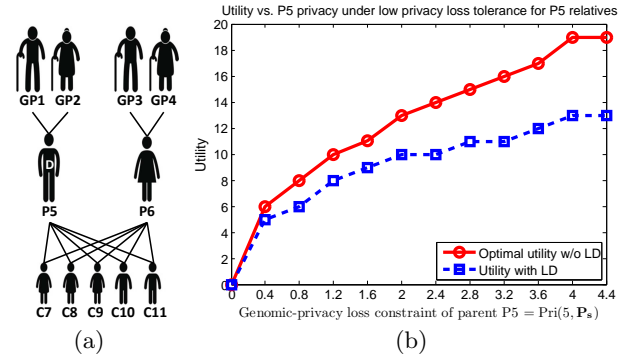 GP1 GP2 GP3 GP4
D
P5 P6
C7 C8 C9 C10 C11
(a)
Utility vs. P5 privacy under low privacy loss tolerance for P5 relatives
20
18
16
14
12
10
8
6
4
2
0
Utility
Optimal utility w/o LD
Utility with LD
0 0.4 0.8 1.2 1.6 2 2.4 2.8 3.2 3.6 4 4.4
Genomic-privacy loss constraint of parent P5 = Pri(5, Ps)
(b)